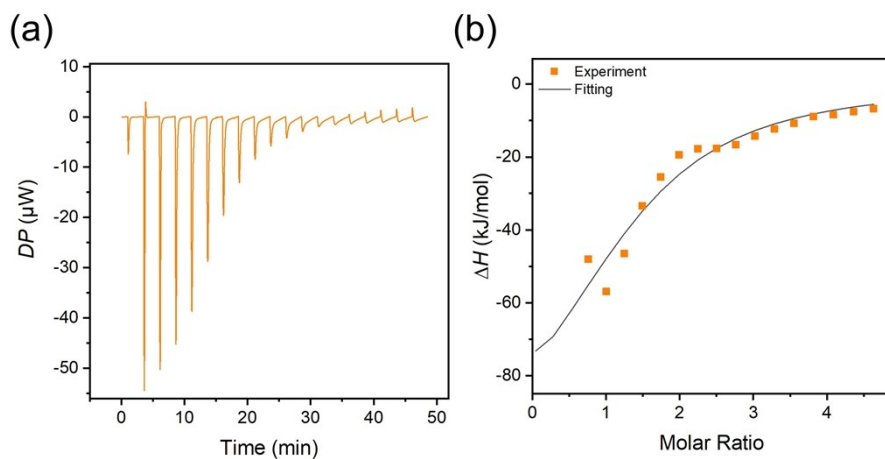 (a)
10
0
-10
-20
-30
-40
-50
DP (µW)
0 10 20 30 40 50
Time (min)
(b)
Experiment
Fitting
0
-20
-40
-60
-80
ΔH (kJ/mol)
0 1 2 3 4
Molar Ratio